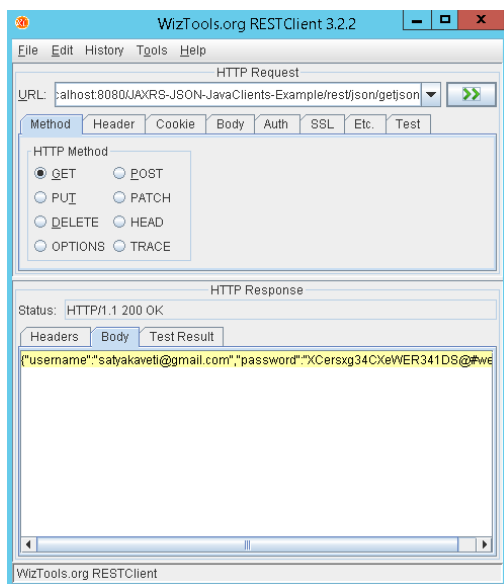 WizTools.org RESTClient 3.2.2
File Edit History Tools Help
HTTP Request
URL: calhost:8080/JAXRS-JSON-JavaClients-Example/rest/json/getjson
Method Header Cookie Body Auth SSL Etc. Test
HTTP Method
GET POST
PUT PATCH
DELETE HEAD
OPTIONS TRACE
HTTP Response
Status: HTTP/1.1 200 OK
Headers Body Test Result
{"username":"satyakaveti@gmail.com","password":"XCersxg34CXeWER341DS@#we
WizTools.org RESTClient